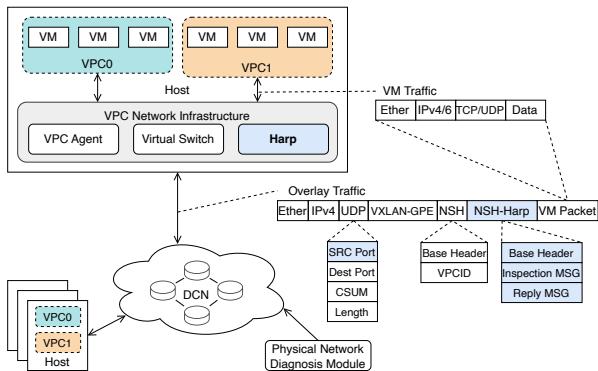 VM VM VM
VPC0
VM VM VM
VPC1
Host
VPC Network Infrastructure
VPC Agent
Virtual Switch
Harp
VM Traffic
Ether IPv4/6 TCP/UDP Data
Overlay Traffic
Ether IPv4 UDP VXLAN-GPE NSH NSH-Harp VM Packet
SRC Port
Dest Port
CSUM
Length
Base Header
VPCID
Base Header
Inspection MSG
Reply MSG
DCN
VPC0
VPC1
Host
Physical Network
Diagnosis Module